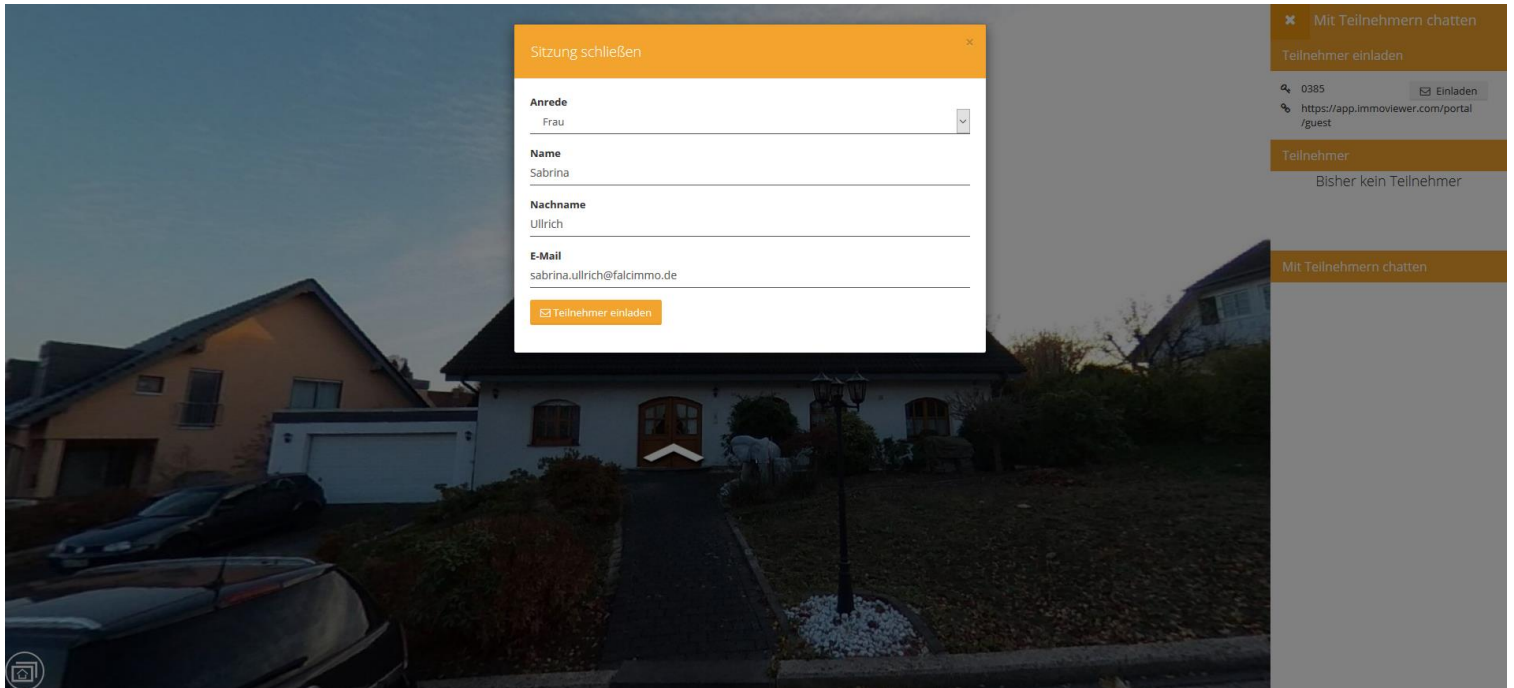 Sitzung schließen
×
Anrede
Frau
Name
Sabrina
Nachname
Ullrich
E-Mail
sabrina.ullrich@falcimmo.de
Teilnehmer einladen
Mit Teilnehmern chatten
Teilnehmer einladen
0385
Einladen
https://app.immoviewer.com/portal
/guest
Teilnehmer
Bisher kein Teilnehmer
Mit Teilnehmern chatten